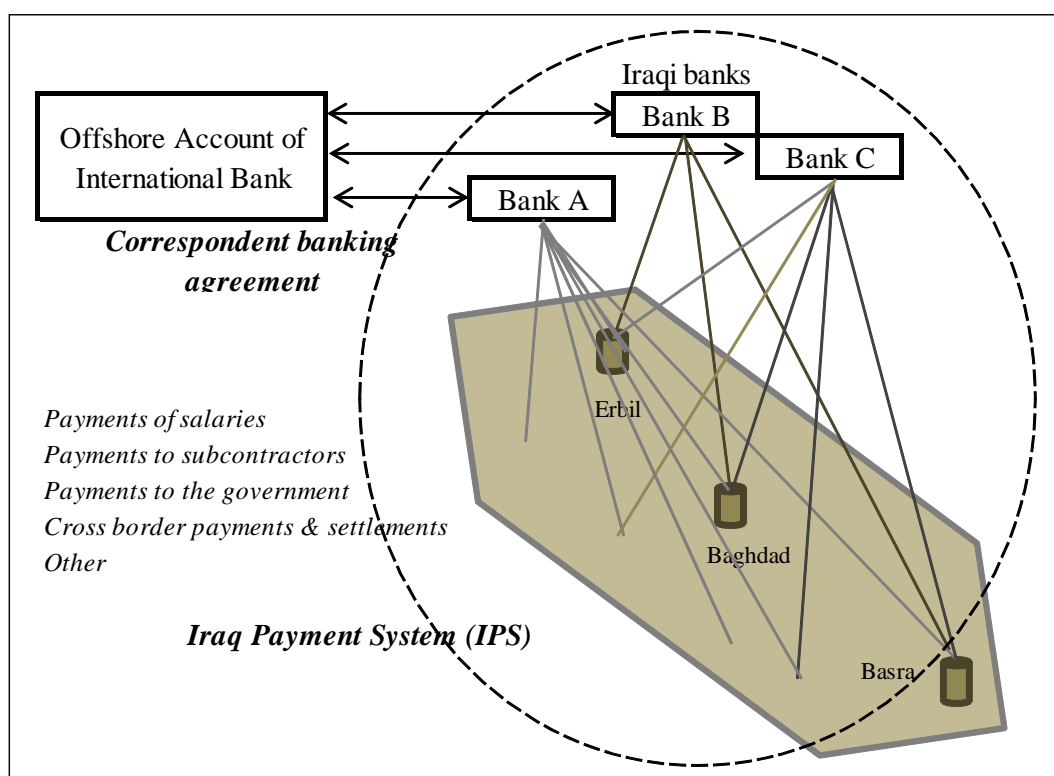 Iraqi banks
Bank B
Offshore Account of
International Bank
Bank C
Bank A
Correspondent banking
agreement
Erbil
Payments of salaries
Payments to subcontractors
Payments to the government
Cross border payments & settlements
Other
Baghdad
Iraq Payment System (IPS)
Basra